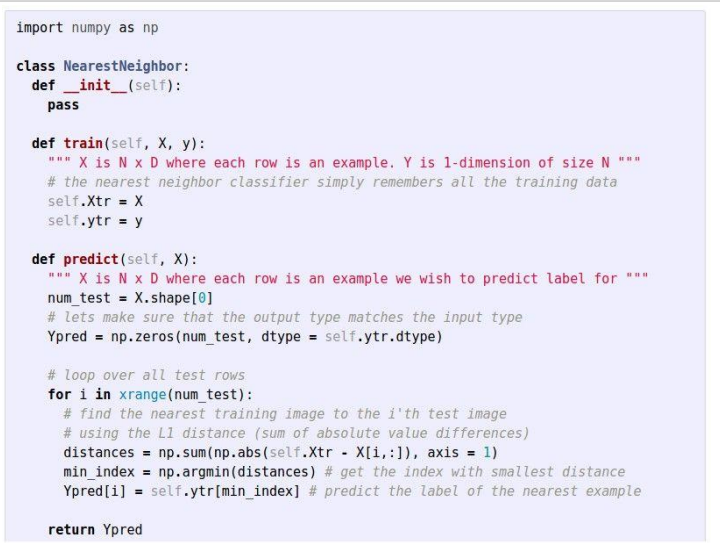 import numpy as np
class NearestNeighbor:
def __init__(self):
pass
def train(self, X, y):
""" X is N x D where each row is an example. Y is 1-dimension of size N """
# the nearest neighbor classifier simply remembers all the training data
self.Xtr = X
self.ytr = y
def predict(self, X):
""" X is N x D where each row is an example we wish to predict label for """
num_test = X.shape[0]
# lets make sure that the output type matches the input type
Ypred = np.zeros(num_test, dtype = self.ytr.dtype)
# loop over all test rows
for i in xrange(num_test):
# find the nearest training image to the i'th test image
# using the L1 distance (sum of absolute value differences)
distances = np.sum(np.abs(self.Xtr - X[i,:]), axis = 1)
min_index = np.argmin(distances) # get the index with smallest distance
Ypred[i] = self.ytr[min_index] # predict the label of the nearest example
return Ypred